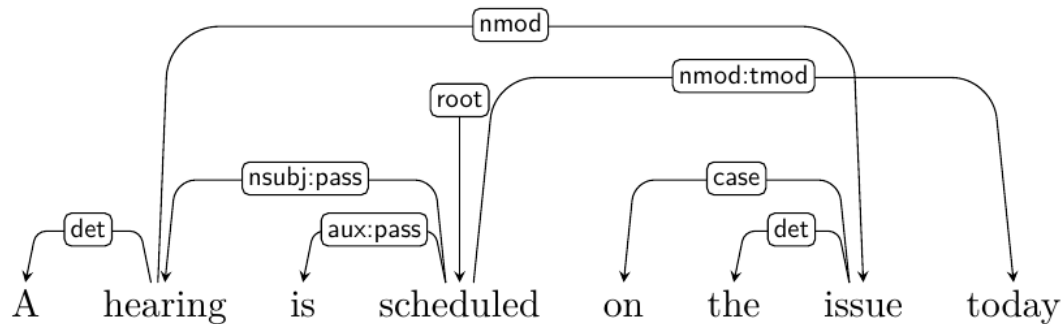 nmod
nmod:tmod
root
nsubj:pass case
det aux:pass det
A hearing is scheduled on the issue today